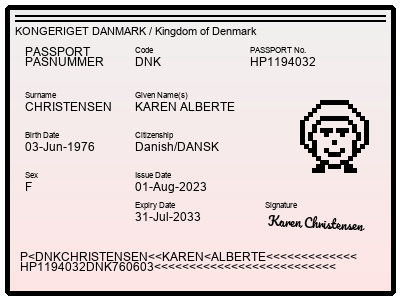 KONGERIGET DANMARK / Kingdom of Denmark
PASSPORT
PASNUMMER
Code
DNK
PASSPORT No.
HP1194032
Surname
CHRISTENSEN
Given Name(s)
KAREN ALBERTE
Birth Date
03-Jun-1976
Citizenship
Danish/DANSK
Sex
F
Issue Date
01-Aug-2023
Expiry Date
31-Jul-2033
Signature
Karen Christensen
P<DNKCHRISTENSEN<<KAREN<ALBERTE<<<<<<<<<<<<<
HP1194032DNK760603<<<<<<<<<<<<<<<<<<<<<<<<<<